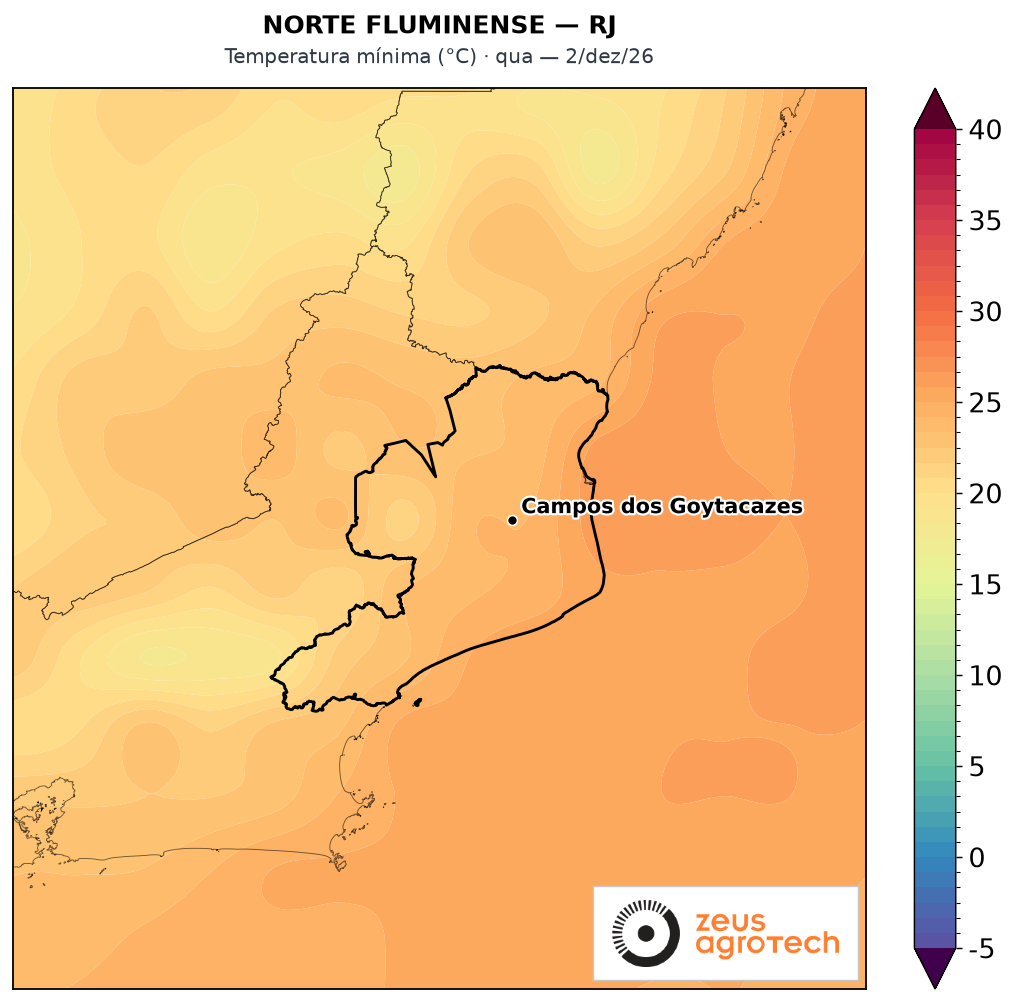 NORTE FLUMINENSE — RJ
Temperatura mínima (°C) · qua — 2/dez/26
40
35
30
25
20
15
10
5
0
-5
Campos dos Goytacazes
zeus
agrotech